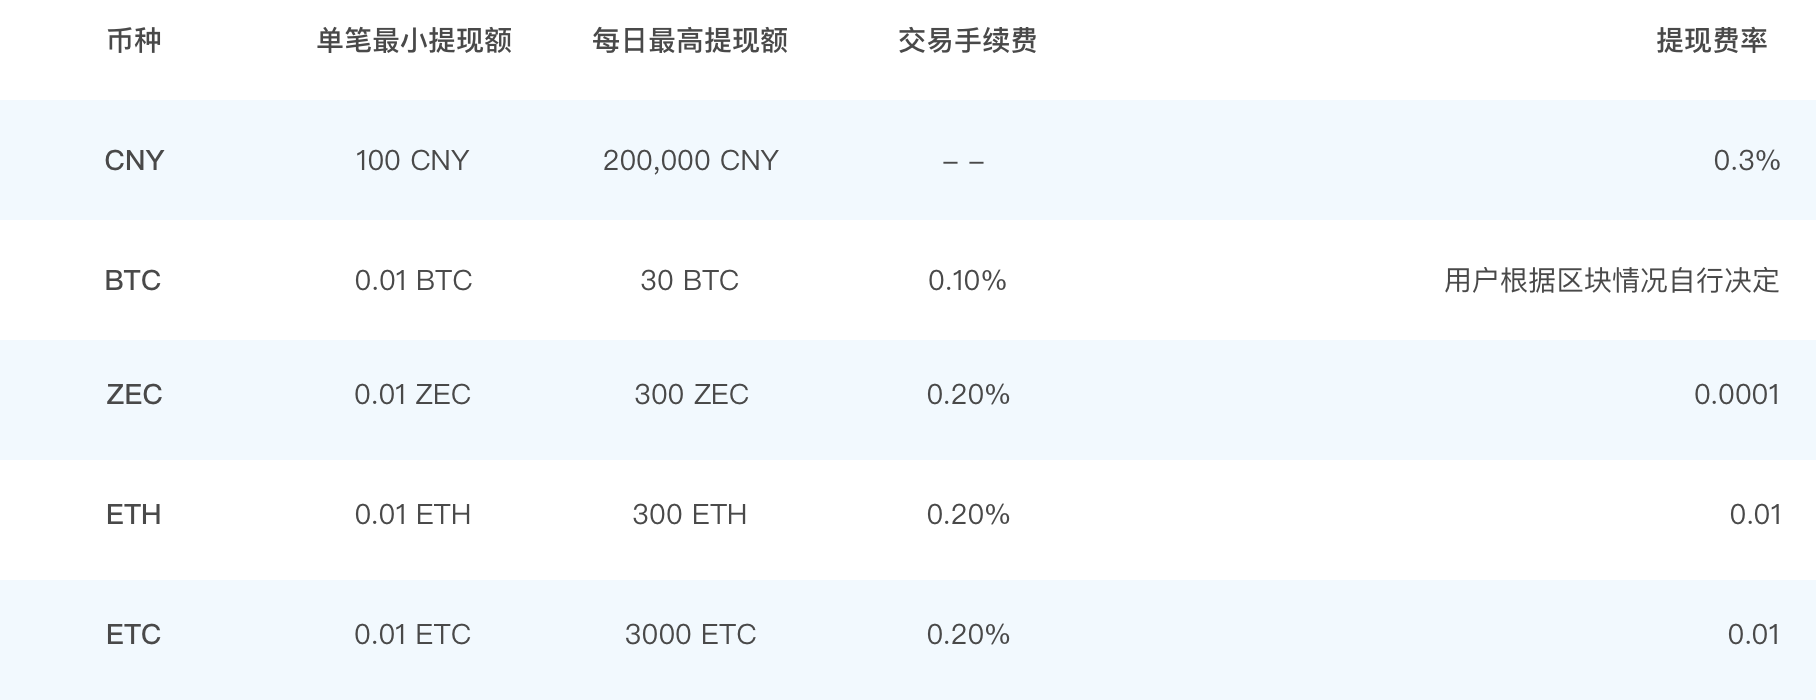 币种 单笔最小提现额 每日最高提现额 交易手续费 提现费率
CNY 100 CNY 200,000 CNY – – 0.3%
BTC 0.01 BTC 30 BTC 0.10% 用户根据区块情况自行决定
ZEC 0.01 ZEC 300 ZEC 0.20% 0.0001
ETH 0.01 ETH 300 ETH 0.20% 0.01
ETC 0.01 ETC 3000 ETC 0.20% 0.01